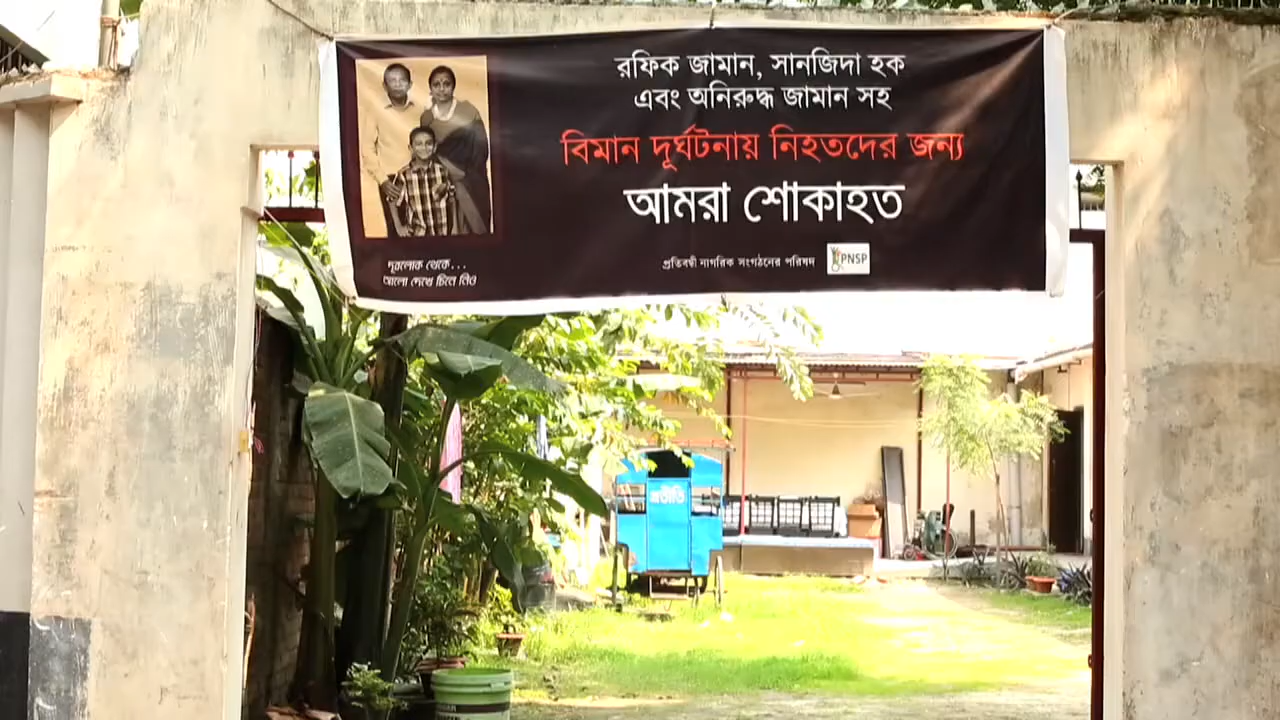 রফিক জামান, সানজিদা হক
এবং অনিরুদ্ধ জামান সহ
বিমান দূর্ঘটনায় নিহতদের জন্য
আমরা শোকাহত
দূরলোক থেকে...
আলো দেখে চিনে নিও
প্রতিবন্ধী নাগরিক সংগঠনের পরিষদ PNSP
প্রতীতি